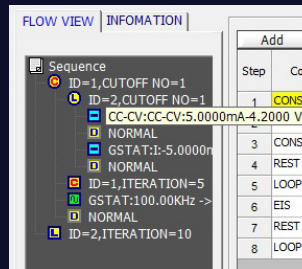 FLOW VIEW INFOMATION
Sequence
ID=1,CUTOFF NO=1
ID=2,CUTOFF NO=1
CC-CV:CC-CV:5.0000mA-4.2000 V
NORMAL
GSTAT:I:-5.0000m
NORMAL
ID=1,ITERATION=5
GSTAT:100.00KHz ->
NORMAL
ID=2,ITERATION=10
Add
Step
1 CONS
3 CONS
4 REST
5 LOOP
6 EIS
7 REST
8 LOOP